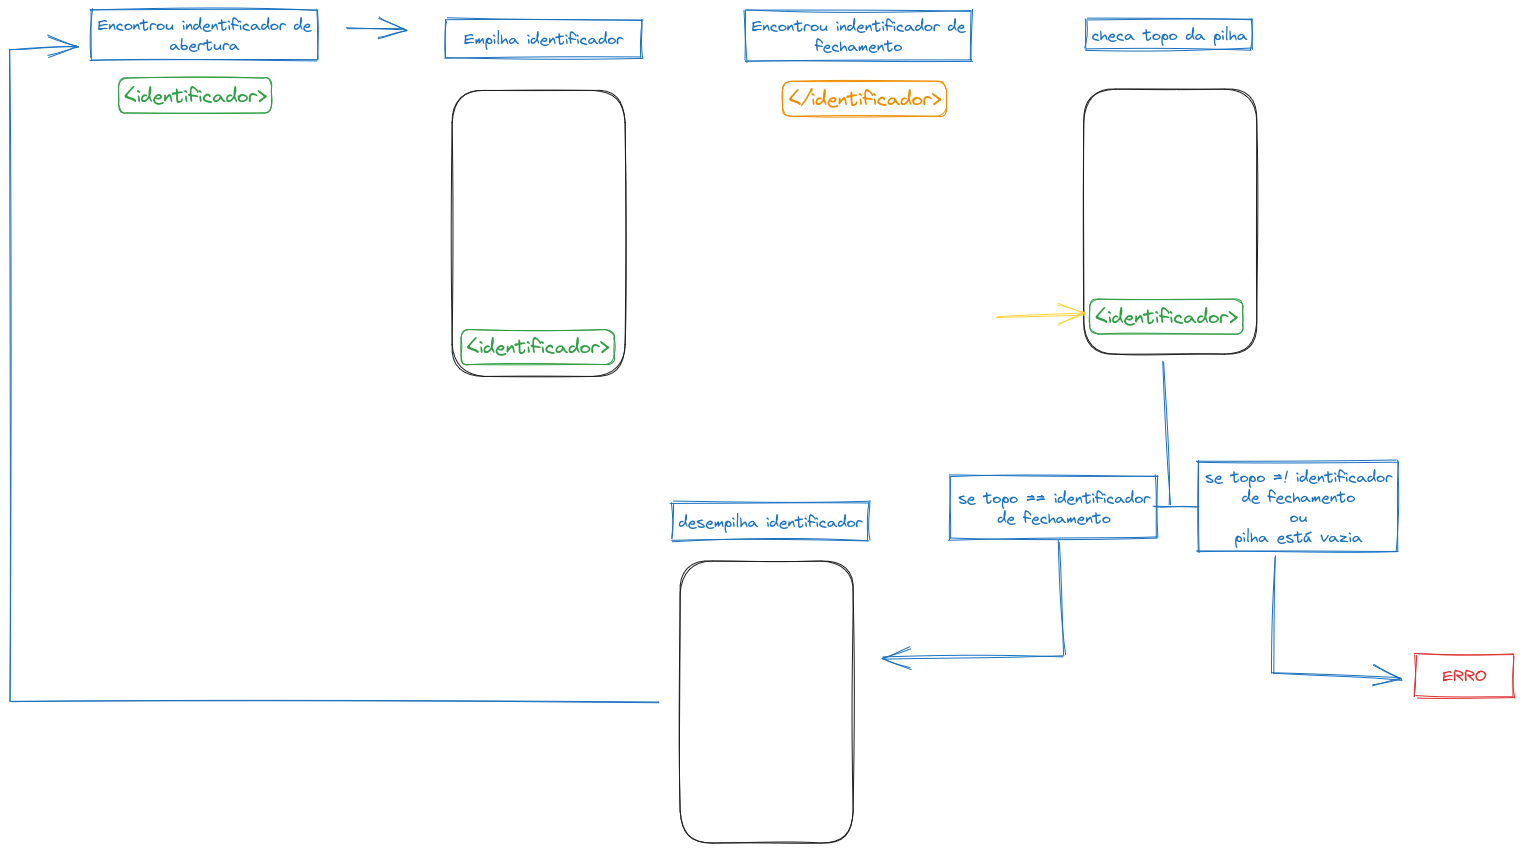 Encontrou indentificador de
abertura
<identificador>
Empilha identificador
<identificador>
Encontrou indentificador de
fechamento
</identificador>
checa topo da pilha
<identificador>
se topo == identificador
de fechamento
se topo =! identificador
de fechamento
ou
pilha está vazia
desempilha identificador
ERRO